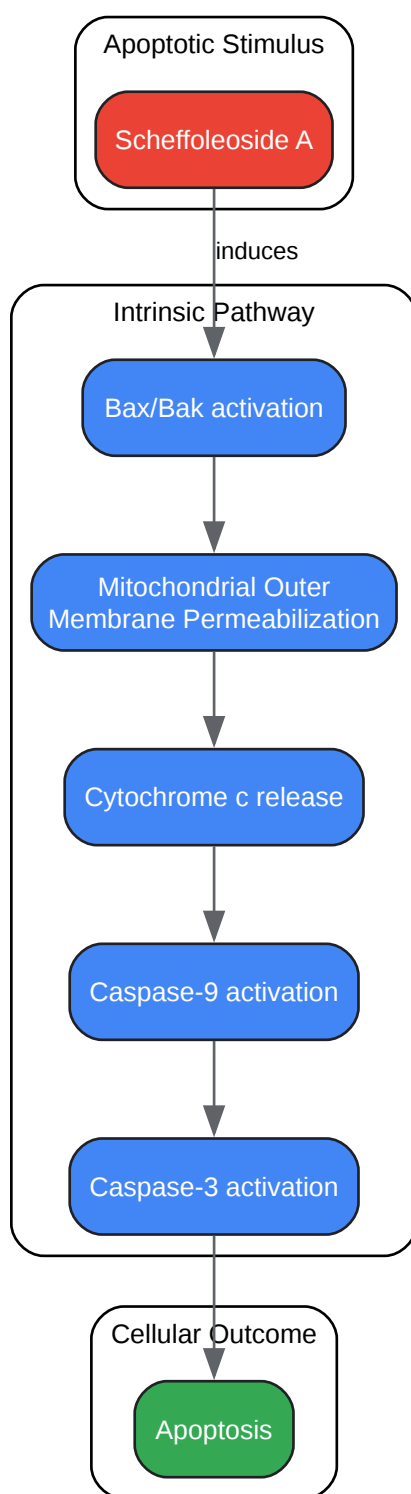 Apoptotic Stimulus
Scheffoleoside A
induces
Intrinsic Pathway
Bax/Bak activation
Mitochondrial Outer
Membrane Permeabilization
Cytochrome c release
Caspase-9 activation
Caspase-3 activation
Cellular Outcome
Apoptosis